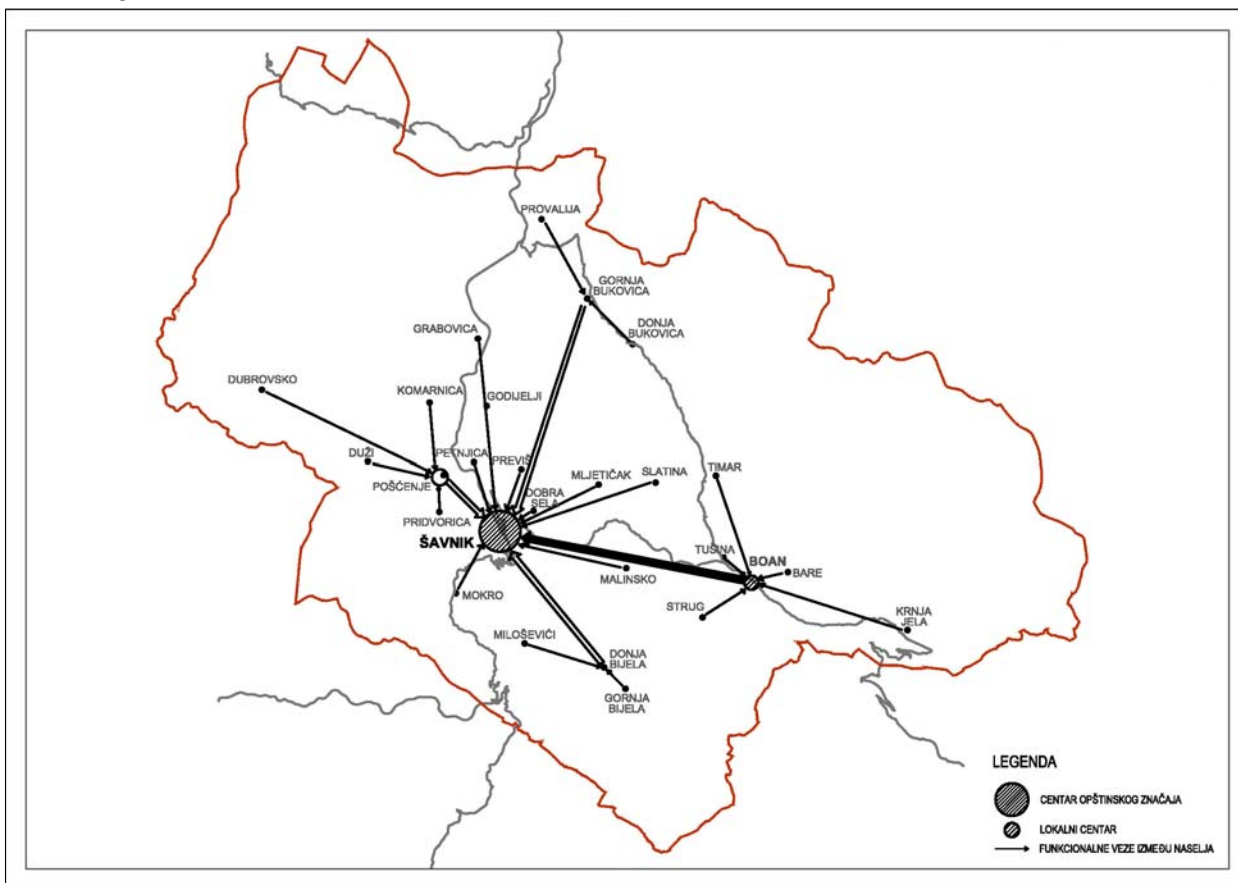 PROVALIJA
GORNJA
BUKOVICA
DONJA
BUKOVICA
GRABOVICA
DUBROVSKO
KOMARNICA
GODIJELJI
DUŽI
PETNJICA
PREVIŠ
POŠĆENJE
DOBRA
SELA
MLJETIČAK
SLATINA
TIMAR
PRIDVORICA
ŠAVNIK
TUŠINA
BOAN
BARE
MALINSKO
MOKRO
STRUG
KRNJA
JELA
MILOŠEVIĆI
DONJA
BIJELA
GORNJA
BIJELA
LEGENDA
CENTAR OPŠTINSKOG ZNAČAJA
LOKALNI CENTAR
FUNKCIONALNE VEZE IZMEĐU NASELJA